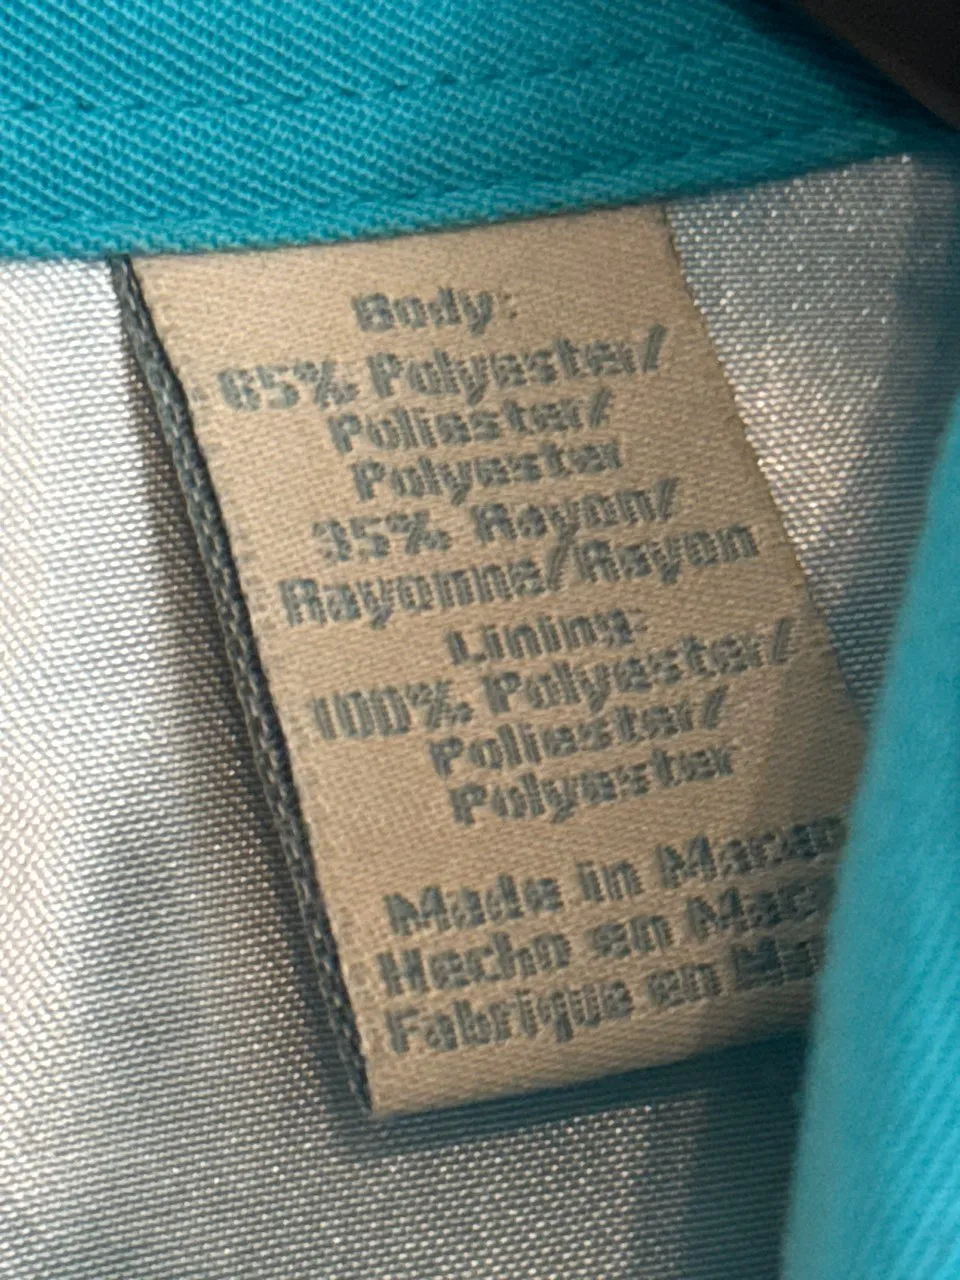 Body:
65% Polyester/
Poliester/
Polyester
35% Rayon/
Rayonne/Rayon
Lining:
100% Polyester/
Poliester/
Polyester
Made in
Hecho en
Fabrique en